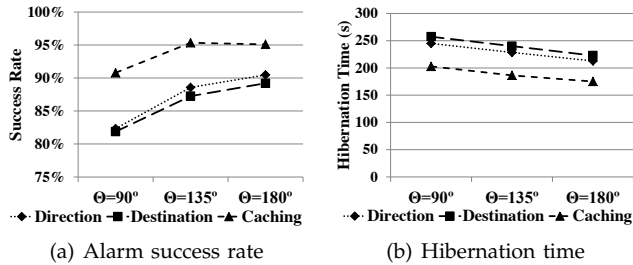 100%
95%
90%
85%
80%
75%
Success Rate
Θ=90º Θ=135º Θ=180º
Direction Destination Caching
(a) Alarm success rate
300
250
200
150
100
50
0
Hibernation Time (s)
Θ=90º Θ=135º Θ=180º
Direction Destination Caching
(b) Hibernation time